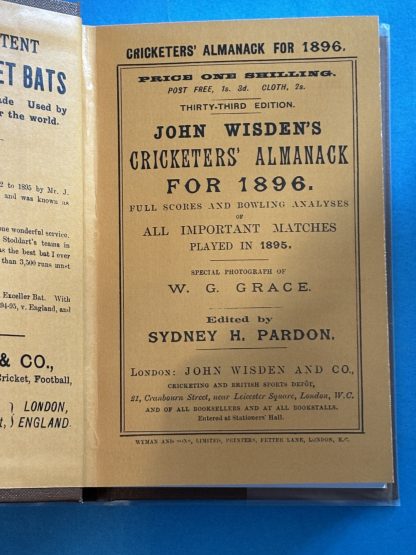 TENT
ET BATS
ade Used by
r the world.
2 to 1895 by Mr. J.
and was known as
one wonderful service.
Stoddart's teams in
as the best bat I ever
than 3,500 runs must
Exceller Bat. With
94-95, v. England, and
& CO.,
Cricket, Football,
LONDON,
ENGLAND
CRICKETERS' ALMANACK FOR 1896.
PRICE ONE SHILLING.
POST FREE, 1s. 3d. CLOTH, 2s.
THIRTY-THIRD EDITION.
JOHN WISDEN'S
CRICKETERS' ALMANACK
FOR 1896.
FULL SCORES AND BOWLING ANALYSES
OF
ALL IMPORTANT MATCHES
PLAYED IN 1895.
SPECIAL PHOTOGRAPH OF
W. G. GRACE.
Edited by
SYDNEY H. PARDON.
LONDON: JOHN WISDEN AND CO.,
CRICKETING AND BRITISH SPORTS DEPÔT,
21, Cranbourn Street, near Leicester Square, London, W.C.
AND OF ALL BOOKSELLERS AND AT ALL BOOKSTALLS.
Entered at Stationers' Hall.
WYMAN AND SONS, LIMITED, PRINTERS, FETTER LANE, LONDON, E.C.